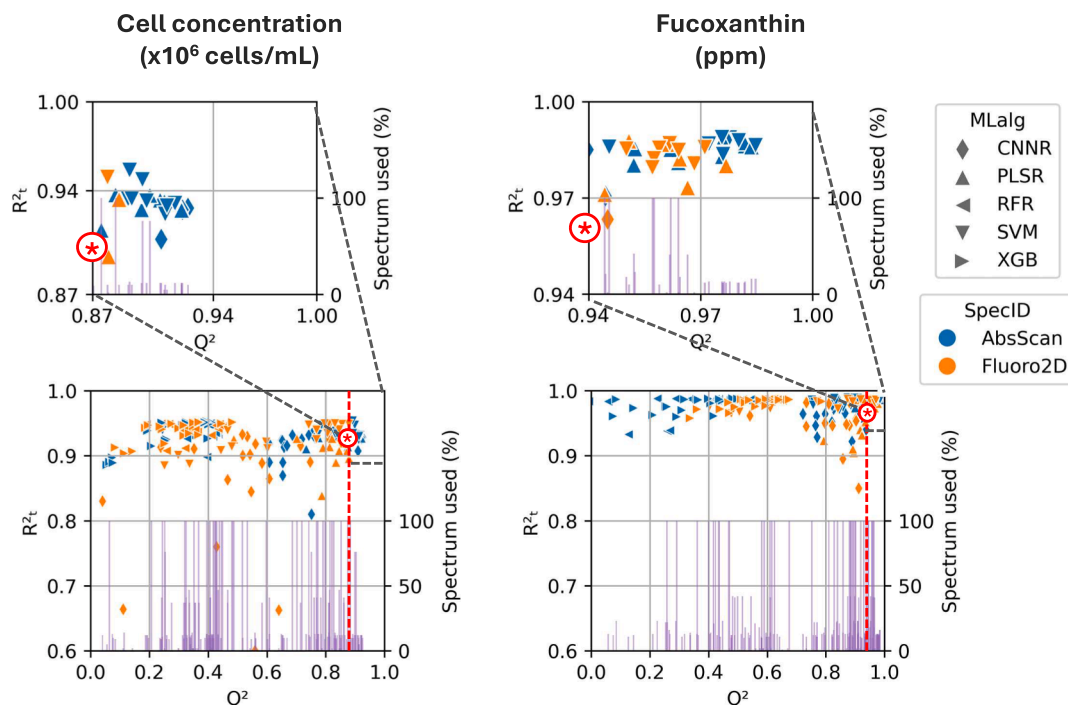 Cell concentration
(x10⁶ cells/mL)
Fucoxanthin
(ppm)
1.00
0.94
0.87
R²ₜ
100
0
Spectrum used (%)
0.87
0.94
1.00
Q²
*
1.00
0.97
0.94
R²ₜ
100
0
Spectrum used (%)
0.94
0.97
1.00
Q²
*
MLalg
CNNR
PLSR
RFR
SVM
XGB
SpecID
AbsScan
Fluoro2D
1.0
0.9
0.8
0.7
0.6
R²ₜ
*
100
50
0
Spectrum used (%)
0.0
0.2
0.4
0.6
0.8
1.0
Q²
1.0
0.9
0.8
0.7
0.6
R²ₜ
*
100
50
0
Spectrum used (%)
0.0
0.2
0.4
0.6
0.8
1.0
Q²